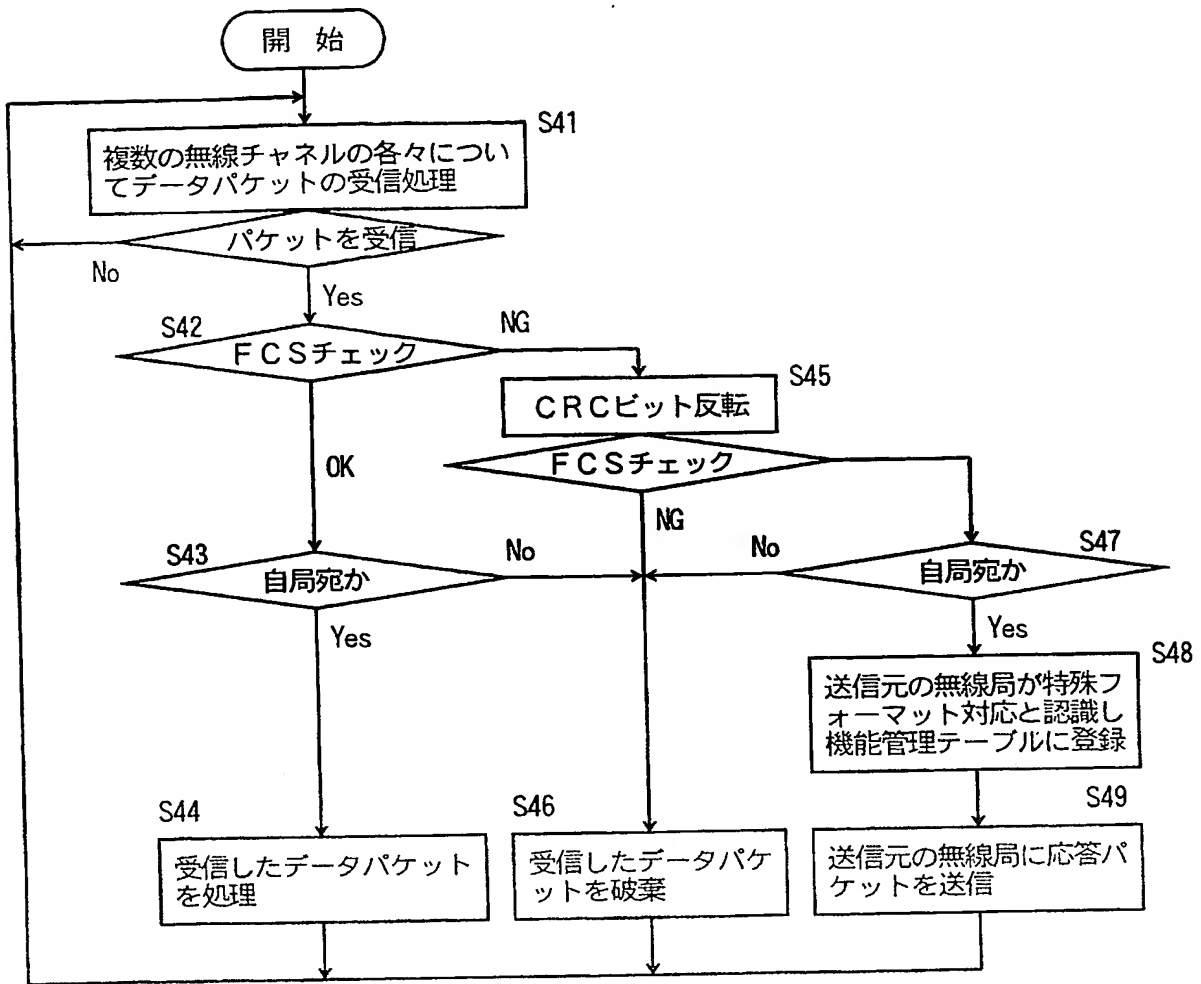 開 始
S41
複数の無線チャネルの各々につい
てデータパケットの受信処理
パケットを受信
No
Yes
S42
NG
FCSチェック
S45
CRCビット反転
FCSチェック
OK
NG
S43
No
No
S47
自局宛か
自局宛か
Yes
Yes
S48
送信元の無線局が特殊フ
ォーマット対応と認識し
機能管理テーブルに登録
S44
S46
S49
受信したデータパケット
を処理
受信したデータパケ
ットを破棄
送信元の無線局に応答パ
ケットを送信